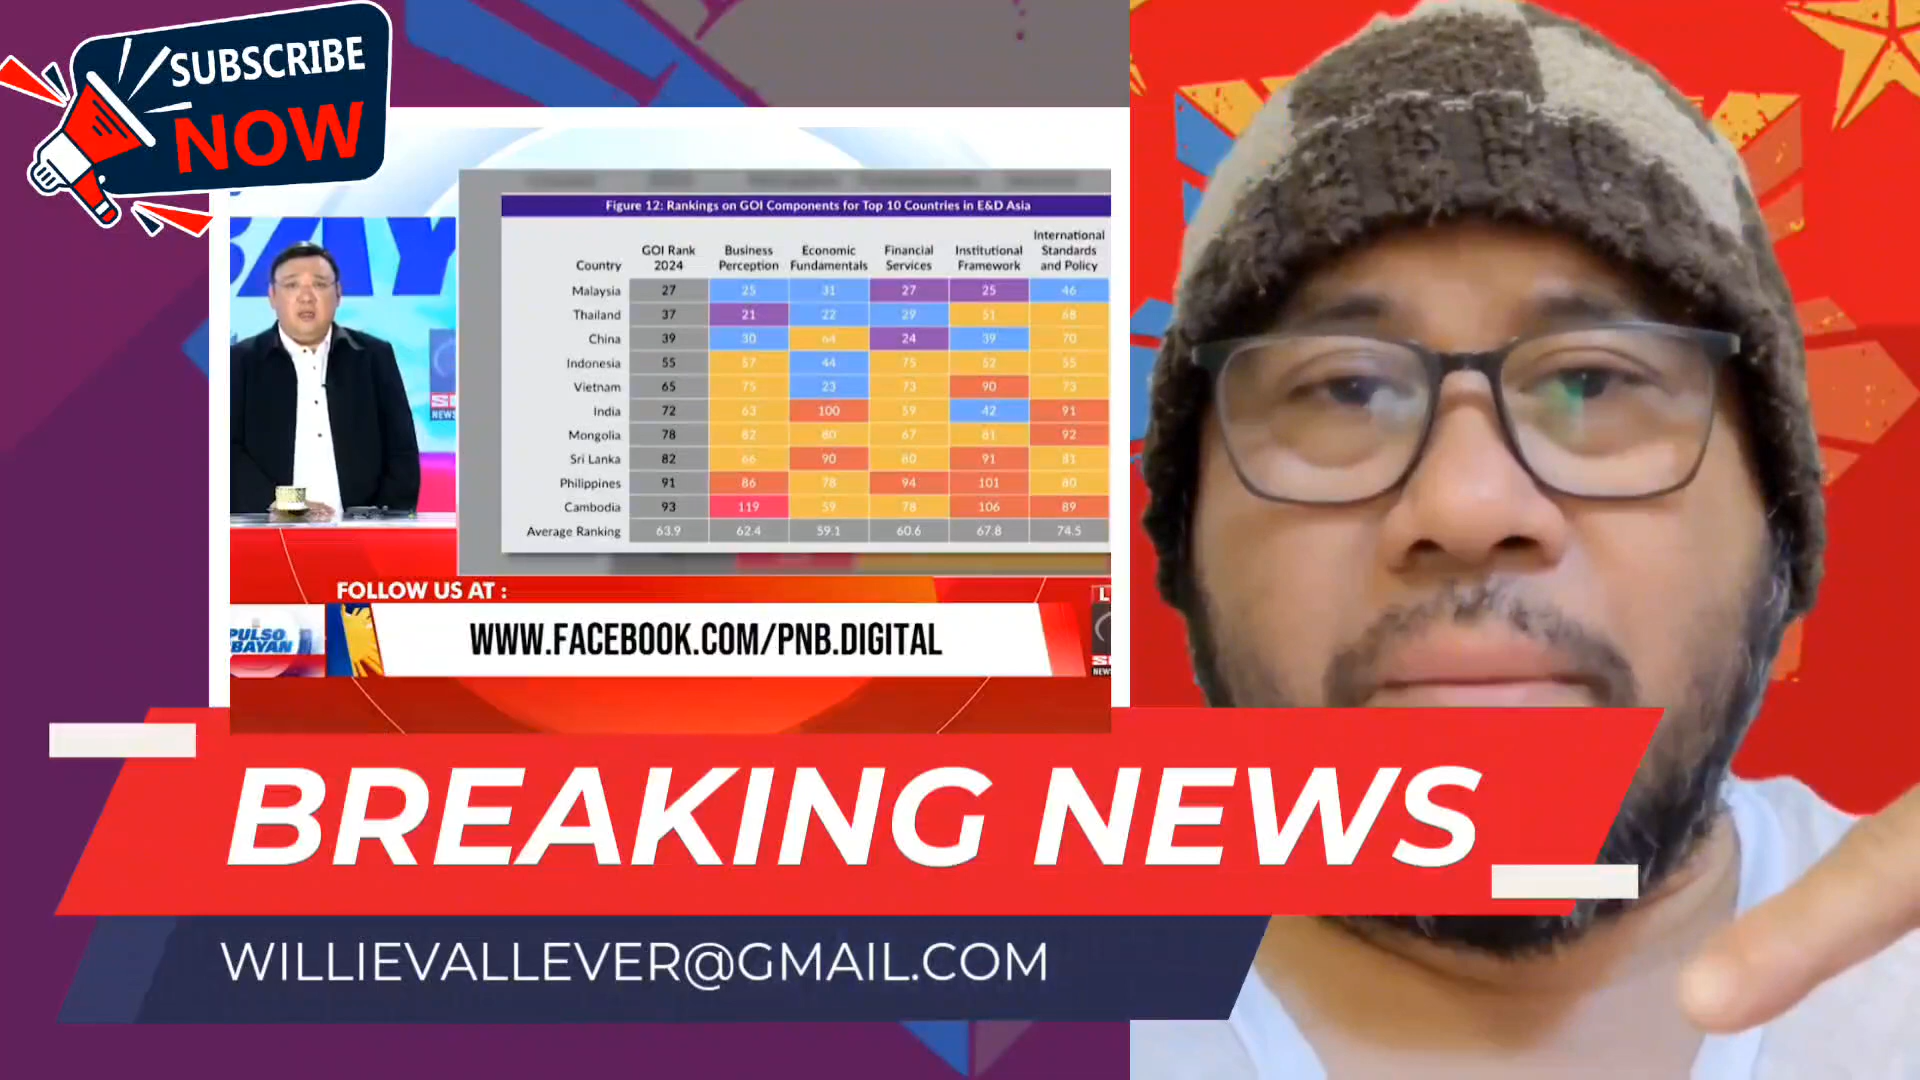 SUBSCRIBE
NOW
BAY
Figure 12: Rankings on GOI Components for Top 10 Countries in E&D Asia
Country GOI Rank 2024 Business Perception Economic Fundamentals Financial Services Institutional Framework International Standards and Policy
Malaysia 27 25 31 27 25 46
Thailand 37 21 22 29 51 68
China 39 30 64 24 39 70
Indonesia 55 57 44 75 52 55
Vietnam 65 75 23 73 90 73
India 72 63 100 59 42 91
Mongolia 78 82 80 67 81 92
Sri Lanka 82 66 90 80 91 81
Philippines 91 86 78 94 101 80
Cambodia 93 119 59 78 106 89
Average Ranking 63.9 62.4 59.1 60.6 67.8 74.5
FOLLOW US AT :
PULSO
BAYAN
WWW.FACEBOOK.COM/PNB.DIGITAL
BREAKING NEWS
WILLIEVALLEVER@GMAIL.COM